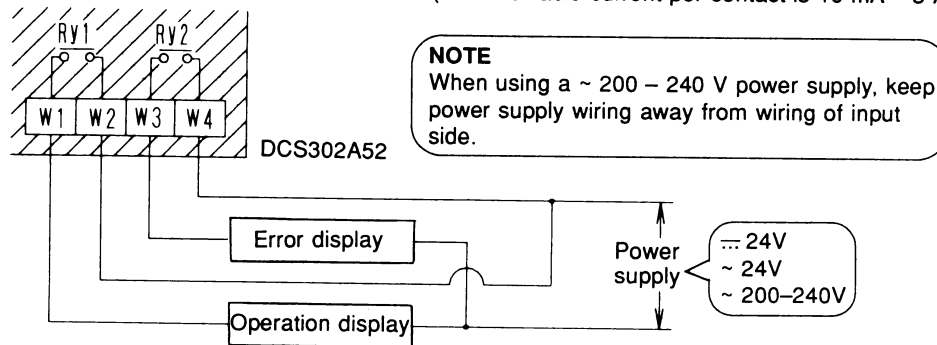 Ry1 Ry2
W1 W2 W3 W4
DCS302A52
NOTE
When using a ~ 200 – 240 V power supply, keep
power supply wiring away from wiring of input
side.
Error display
Operation display
Power
supply
⎓ 24V
~ 24V
~ 200–240V